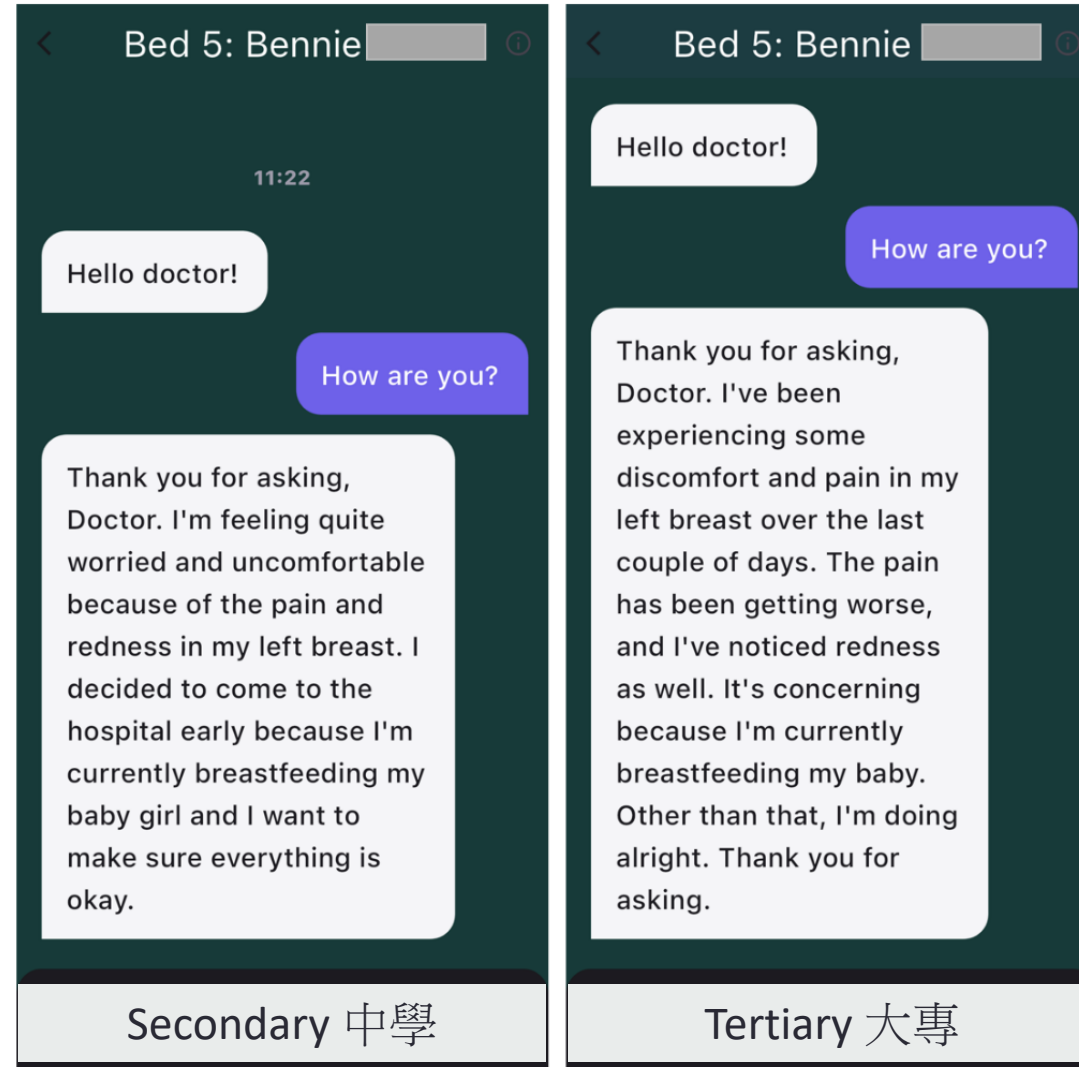 Bed 5: Bennie
11:22
Hello doctor!
How are you?
Thank you for asking,
Doctor. I'm feeling quite
worried and uncomfortable
because of the pain and
redness in my left breast. I
decided to come to the
hospital early because I'm
currently breastfeeding my
baby girl and I want to
make sure everything is
okay.
Secondary 中學
Bed 5: Bennie
Hello doctor!
How are you?
Thank you for asking,
Doctor. I've been
experiencing some
discomfort and pain in my
left breast over the last
couple of days. The pain
has been getting worse,
and I've noticed redness
as well. It's concerning
because I'm currently
breastfeeding my baby.
Other than that, I'm doing
alright. Thank you for
asking.
Tertiary 大專